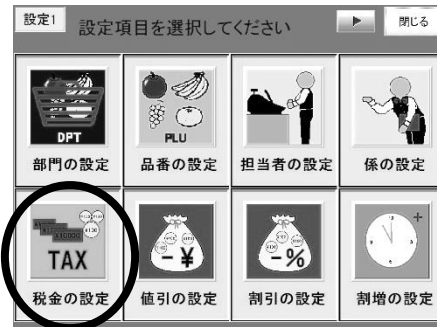 設定1
設定項目を選択してください
閉じる
DPT
PLU
部門の設定
品番の設定
担当者の設定
係の設定
TAX
-¥
-%
+
税金の設定
値引の設定
割引の設定
割増の設定